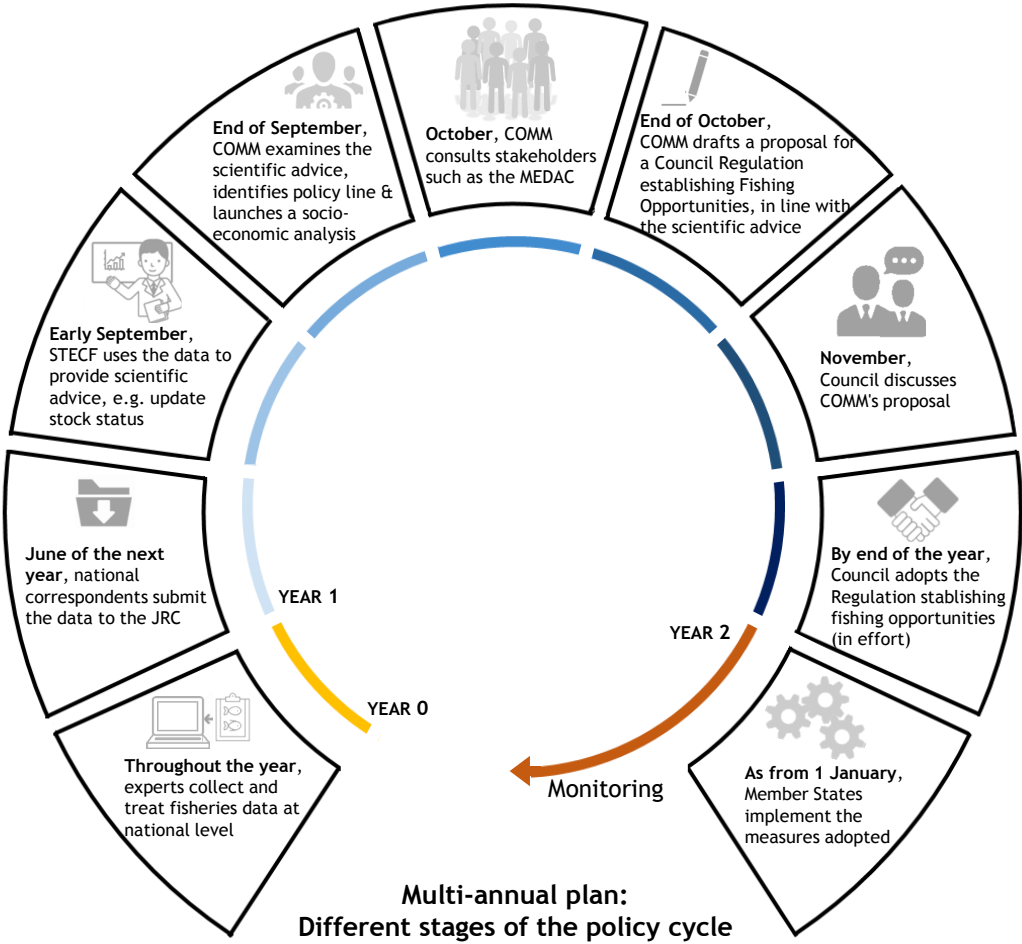 Throughout the year,
experts collect and
treat fisheries data at
national level
June of the next
year, national
correspondents submit
the data to the JRC
Early September,
STECF uses the data to
provide scientific
advice, e.g. update
stock status
End of September,
COMM examines the
scientific advice,
identifies policy line &
launches a socio-
economic analysis
October, COMM
consults stakeholders
such as the MEDAC
End of October,
COMM drafts a proposal for
a Council Regulation
establishing Fishing
Opportunities, in line with
the scientific advice
November,
Council discusses
COMM's proposal
By end of the year,
Council adopts the
Regulation stablishing
fishing opportunities
(in effort)
As from 1 January,
Member States
implement the
measures adopted
YEAR 0
YEAR 1
YEAR 2
Monitoring
Multi-annual plan:
Different stages of the policy cycle